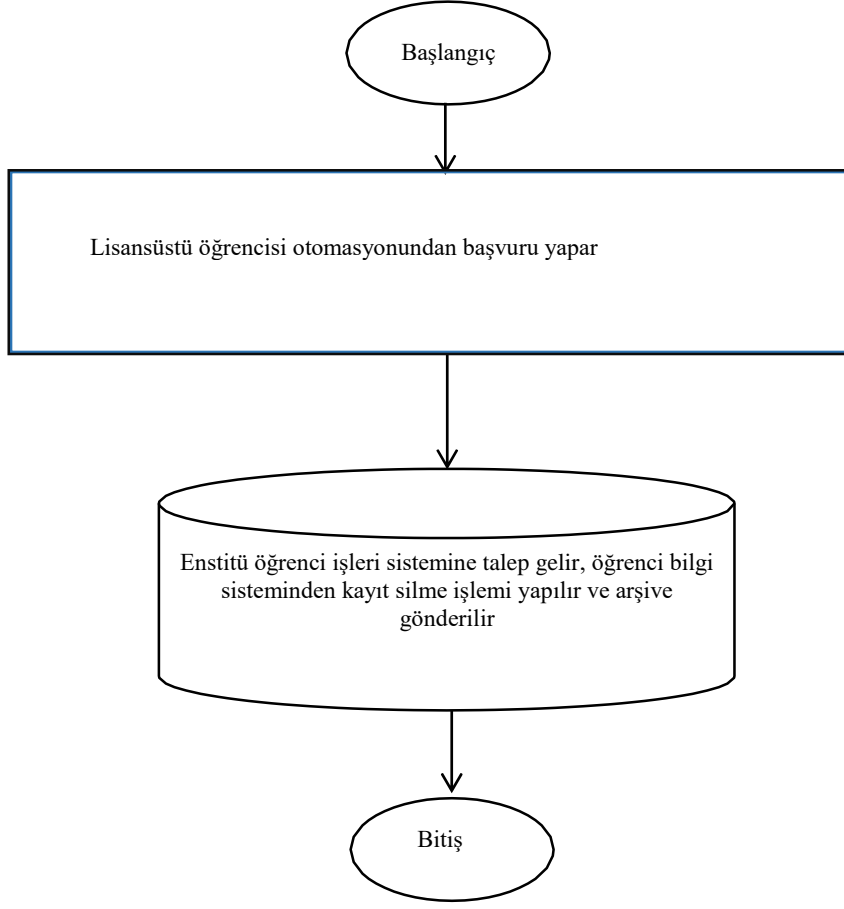 Başlangıç
Lisansüstü öğrencisi otomasyonundan başvuru yapar
Enstitü öğrenci işleri sistemine talep gelir, öğrenci bilgi
sisteminden kayıt silme işlemi yapılır ve arşive
gönderilir
Bitiş